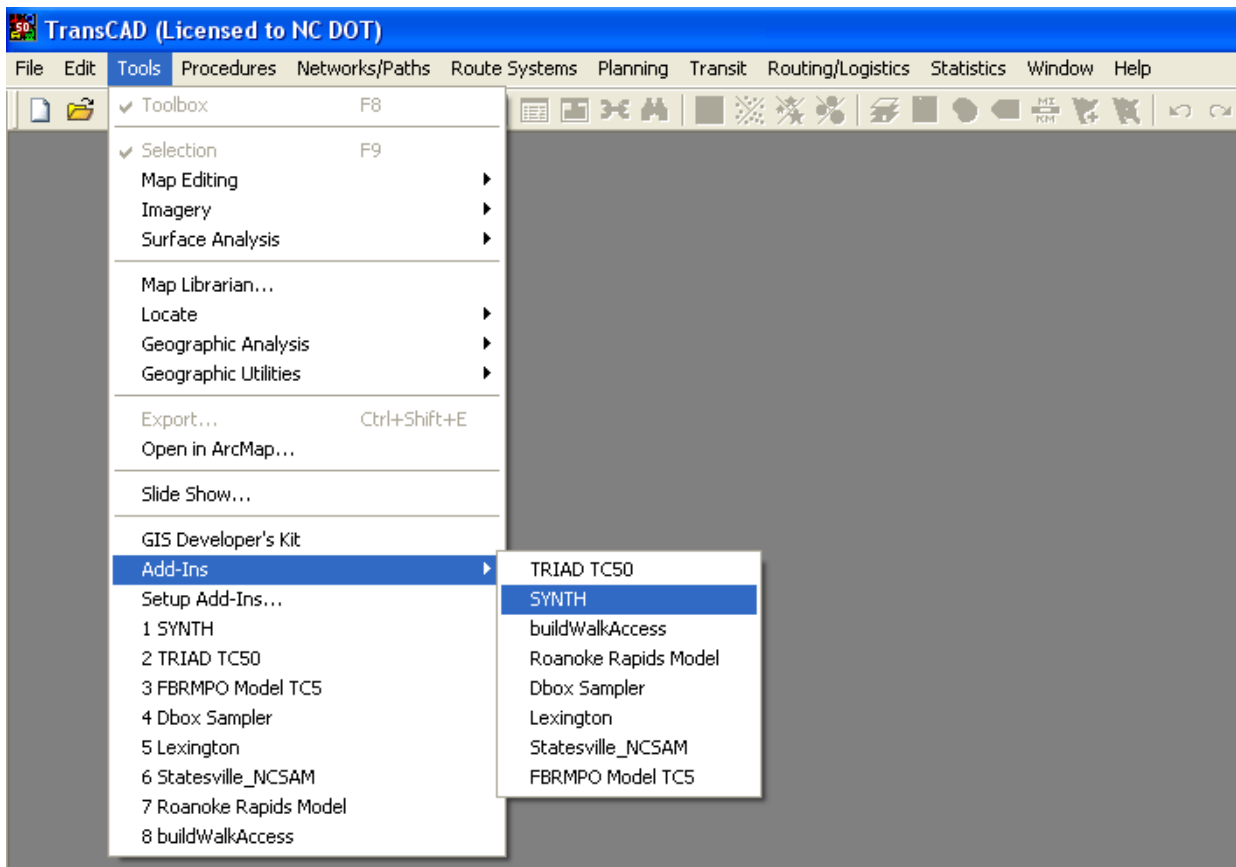 TransCAD (Licensed to NC DOT)
File Edit Tools Procedures Networks/Paths Route Systems Planning Transit Routing/Logistics Statistics Window Help
Toolbox F8
Selection F9
Map Editing
Imagery
Surface Analysis
Map Librarian...
Locate
Geographic Analysis
Geographic Utilities
Export... Ctrl+Shift+E
Open in ArcMap...
Slide Show...
GIS Developer's Kit
Add-Ins
Setup Add-Ins...
1 SYNTH
2 TRIAD TC50
3 FBRMPO Model TC5
4 Dbox Sampler
5 Lexington
6 Statesville_NCSAM
7 Roanoke Rapids Model
8 buildWalkAccess
TRIAD TC50
SYNTH
buildWalkAccess
Roanoke Rapids Model
Dbox Sampler
Lexington
Statesville_NCSAM
FBRMPO Model TC5
50
MI
KM